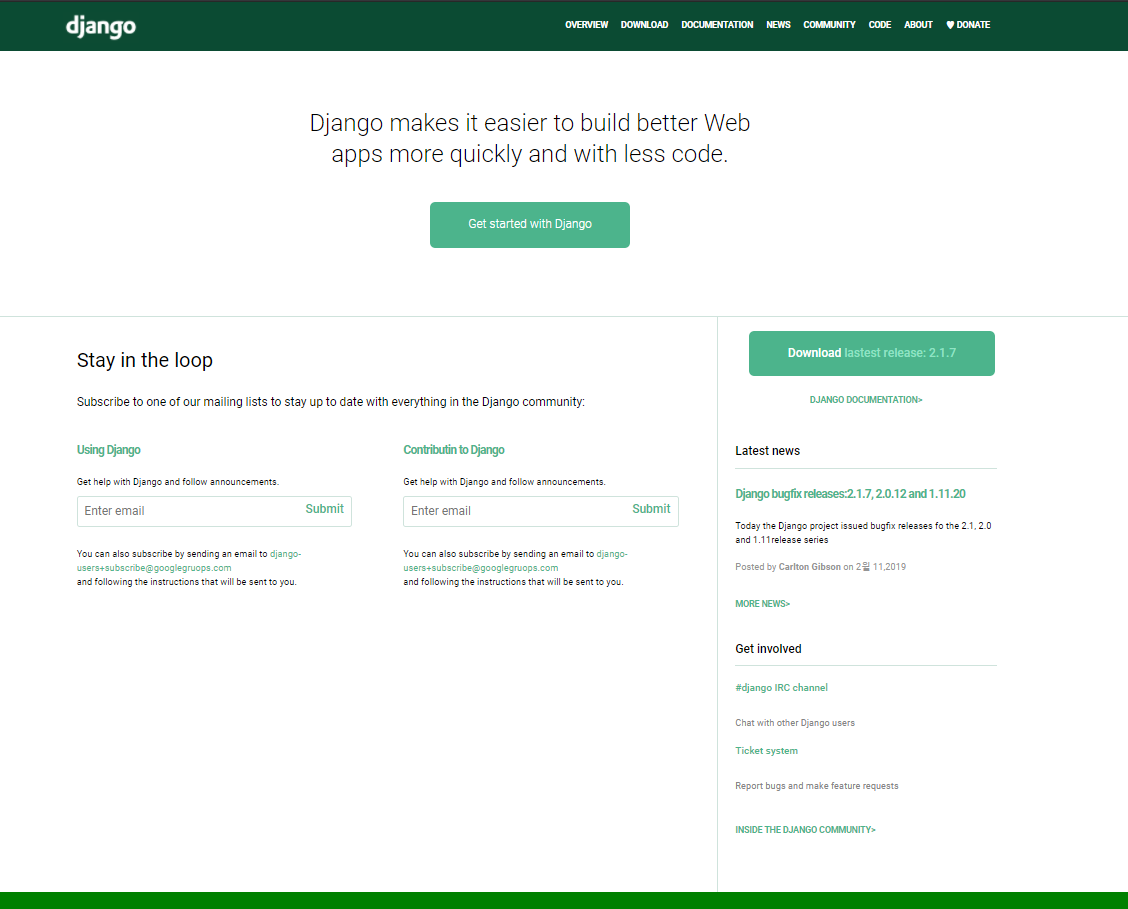 django
OVERVIEW DOWNLOAD DOCUMENTATION NEWS COMMUNITY CODE ABOUT ♥ DONATE
Django makes it easier to build better Web
apps more quickly and with less code.
Get started with Django
Stay in the loop
Subscribe to one of our mailing lists to stay up to date with everything in the Django community:
Using Django
Get help with Django and follow announcements.
Enter email Submit
You can also subscribe by sending an email to django-
users+subscribe@googlegruops.com
and following the instructions that will be sent to you.
Contributin to Django
Get help with Django and follow announcements.
Enter email Submit
You can also subscribe by sending an email to django-
users+subscribe@googlegruops.com
and following the instructions that will be sent to you.
Download lastest release: 2.1.7
DJANGO DOCUMENTATION>
Latest news
Django bugfix releases:2.1.7, 2.0.12 and 1.11.20
Today the Django project issued bugfix releases fo the 2.1, 2.0
and 1.11release series
Posted by Carlton Gibson on 2월 11,2019
MORE NEWS>
Get involved
#django IRC channel
Chat with other Django users
Ticket system
Report bugs and make feature requests
INSIDE THE DJANGO COMMUNITY>